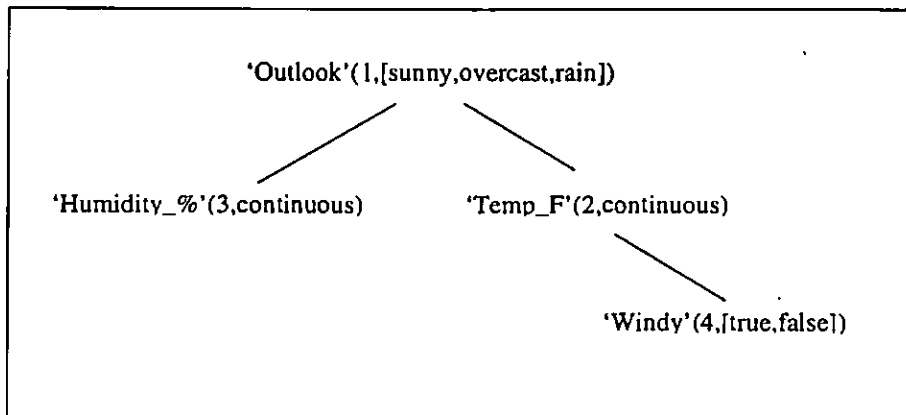 ‘Outlook’(1,[sunny,overcast,rain])
‘Humidity_%’(3,continuous)
‘Temp_F’(2,continuous)
‘Windy’(4,[true,false])